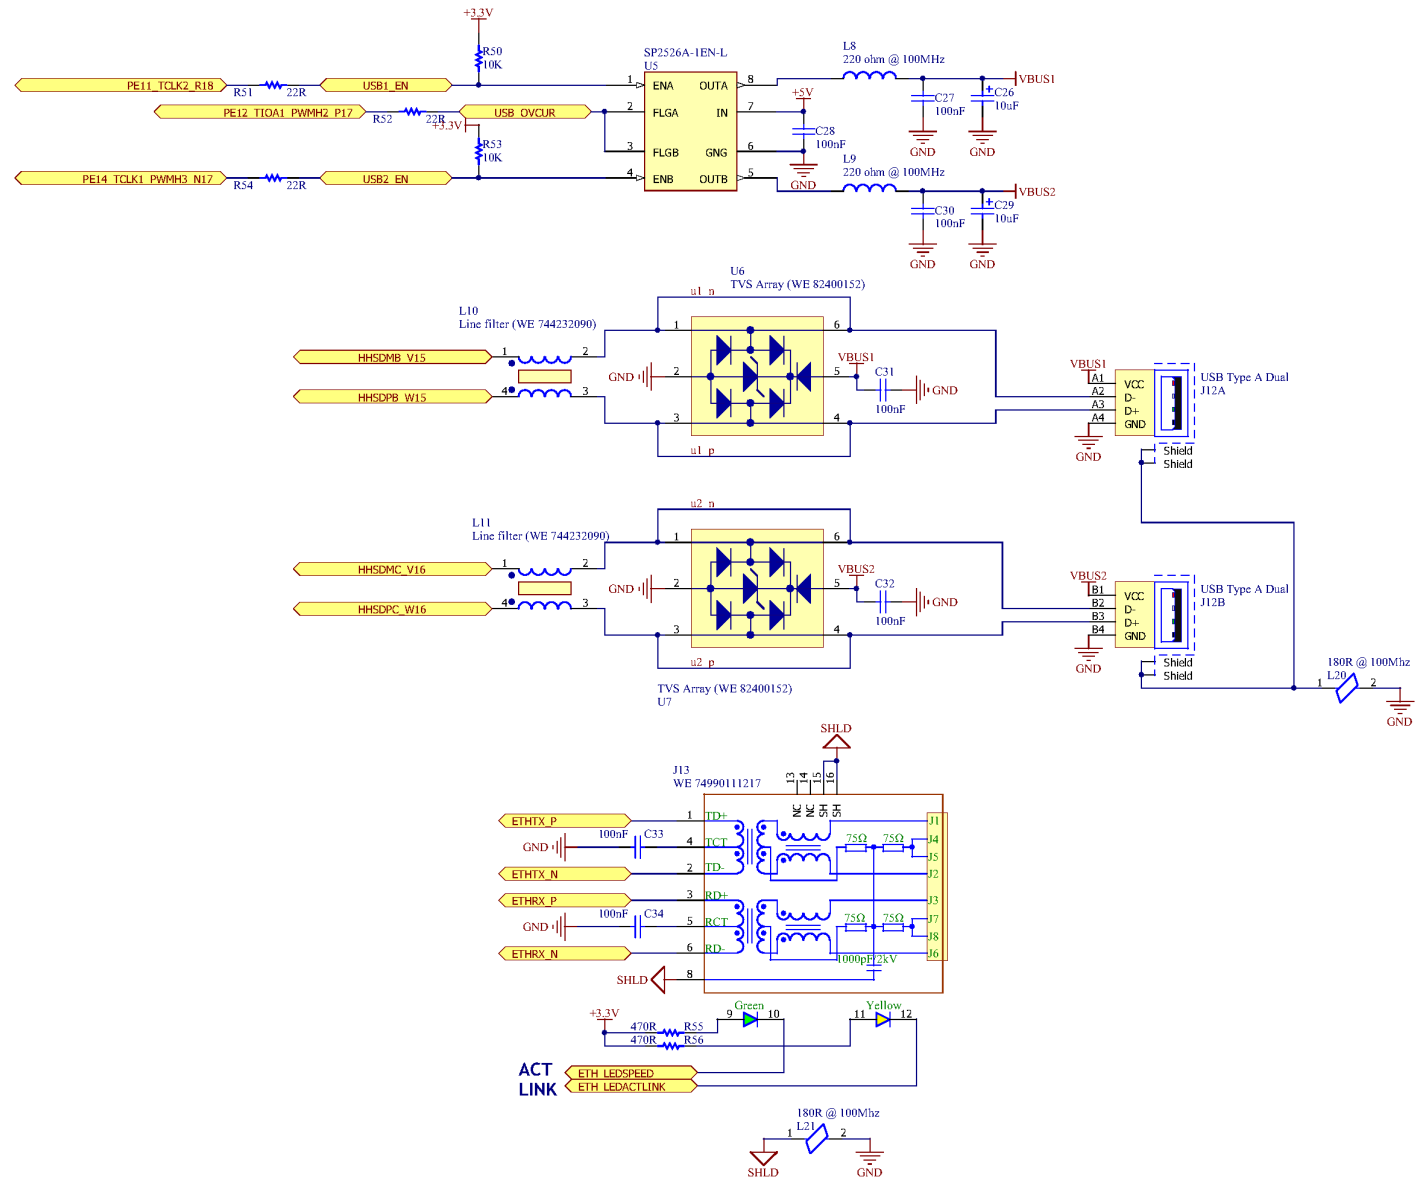 +3.3V
R50
10K
PE11_TCLK2_R18
R51
22R
USB1_EN
PE12_TIOA1_PWMH2_P17
R52
22R
USB_OVCUR
+3.3V
R53
10K
PE14_TCLK1_PWMH3_N17
R54
22R
USB2_EN
SP2526A-1EN-L
U5
1 ENA OUTA 8
2 FLGA IN 7
3 FLGB GNG 6
4 ENB OUTB 5
L8
220 ohm @ 100MHz
+5V
C28
100nF
GND
C27
100nF
GND
C26
10uF
GND
VBUS1
L9
220 ohm @ 100MHz
C30
100nF
GND
C29
10uF
GND
VBUS2
U6
TVS Array (WE 82400152)
u1_n
L10
Line filter (WE 744232090)
HHSDMB_V15
HHSDPB_W15
1 2
4 3
GND
1 6
2 5
3 4
u1_p
VBUS1
C31
100nF
GND
VBUS1
A1 VCC
A2 D-
A3 D+
A4 GND
GND
USB Type A Dual
J12A
Shield
Shield
u2_n
L11
Line filter (WE 744232090)
HHSDMC_V16
HHSDPC_W16
1 2
4 3
GND
1 6
2 5
3 4
u2_p
TVS Array (WE 82400152)
U7
VBUS2
C32
100nF
GND
VBUS2
B1 VCC
B2 D-
B3 D+
B4 GND
GND
USB Type A Dual
J12B
Shield
Shield
180R @ 100Mhz
L20
1 2
GND
SHLD
J13
WE 74990111217
13 14 15 16
NC NC SH SH
ETHTX_P
1 TD+
100nF C33
GND
4 TCT
ETHTX_N
2 TD-
ETHRX_P
3 RD+
100nF C34
GND
5 RCT
ETHRX_N
6 RD-
SHLD
8
75Ω 75Ω
75Ω 75Ω
1000pF/2kV
J1
J4
J5
J2
J3
J7
J8
J6
+3.3V
470R R55
470R R56
Green
9 10
Yellow
11 12
ACT ETH_LEDSPEED
LINK ETH_LEDACTLINK
180R @ 100Mhz
L21
1 2
SHLD
GND